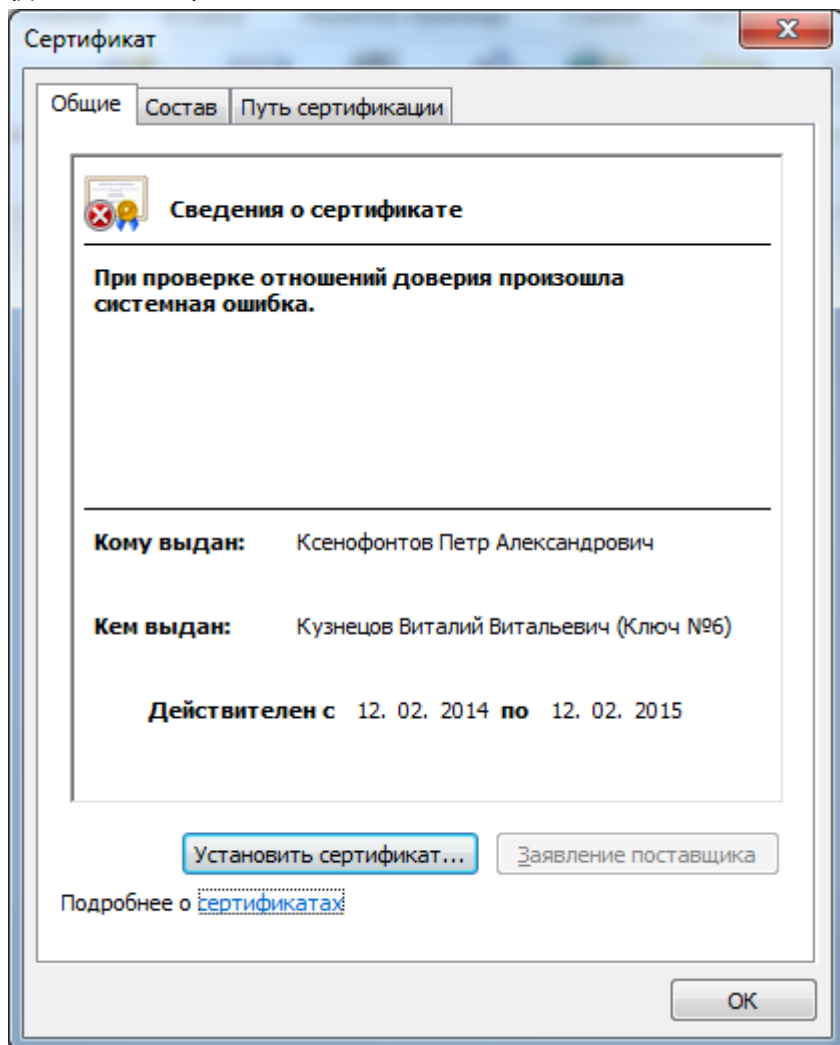 Сертификат
Общие Состав Путь сертификации
Сведения о сертификате
При проверке отношений доверия произошла
системная ошибка.
Кому выдан: Ксенофонтов Петр Александрович
Кем выдан: Кузнецов Виталий Витальевич (Ключ №6)
Действителен с 12. 02. 2014 по 12. 02. 2015
Установить сертификат... Заявление поставщика
Подробнее о сертификатах
ОК